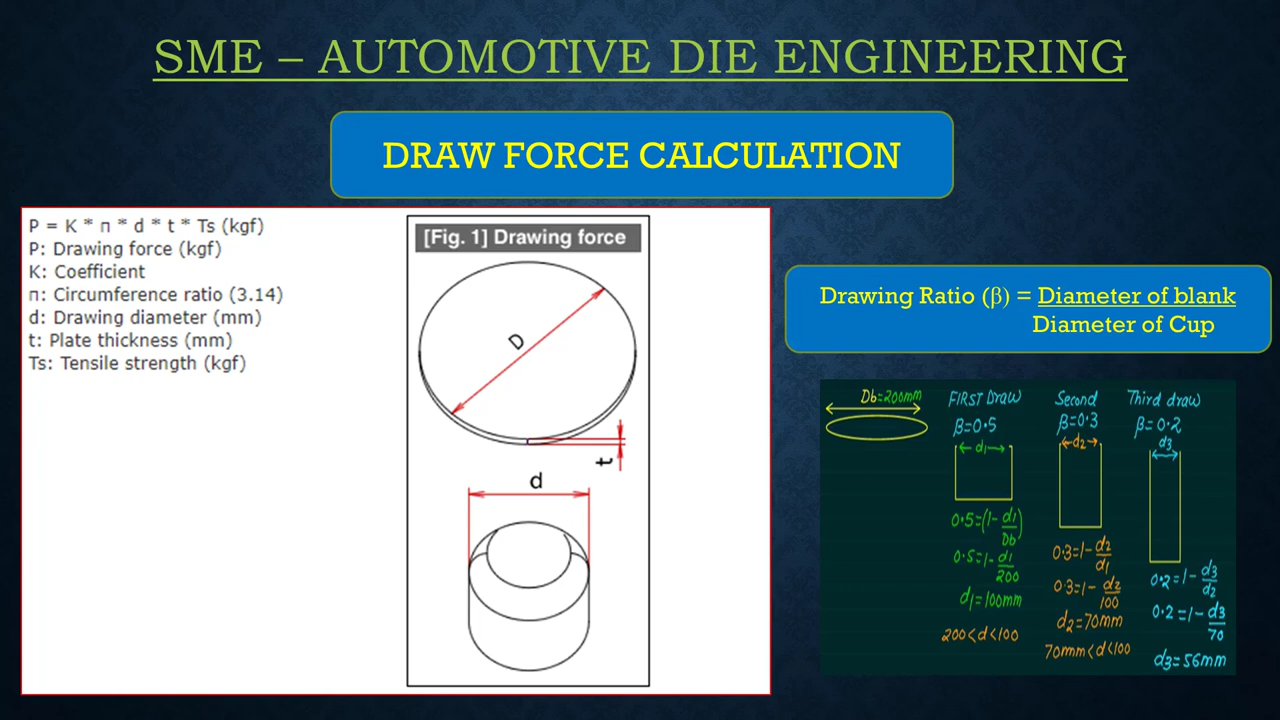 SME – AUTOMOTIVE DIE ENGINEERING
DRAW FORCE CALCULATION
P = K * π * d * t * Ts (kgf)
P: Drawing force (kgf)
K: Coefficient
π: Circumference ratio (3.14)
d: Drawing diameter (mm)
t: Plate thickness (mm)
Ts: Tensile strength (kgf)
[Fig. 1] Drawing force
D
t
d
Drawing Ratio (β) = Diameter of blank
Diameter of Cup
Db=200mm
FIRST DRAW
β=0.5
d1
0.5=(1-d1/Db)
0.5=1-d1/200
d1=100mm
200<d<100
Second
β=0.3
d2
0.3=1-d2/d1
0.3=1-d2/100
d2=70mm
70mm<d<100
Third draw
β=0.2
d3
0.2=1-d3/d2
0.2=1-d3/70
d3=56mm